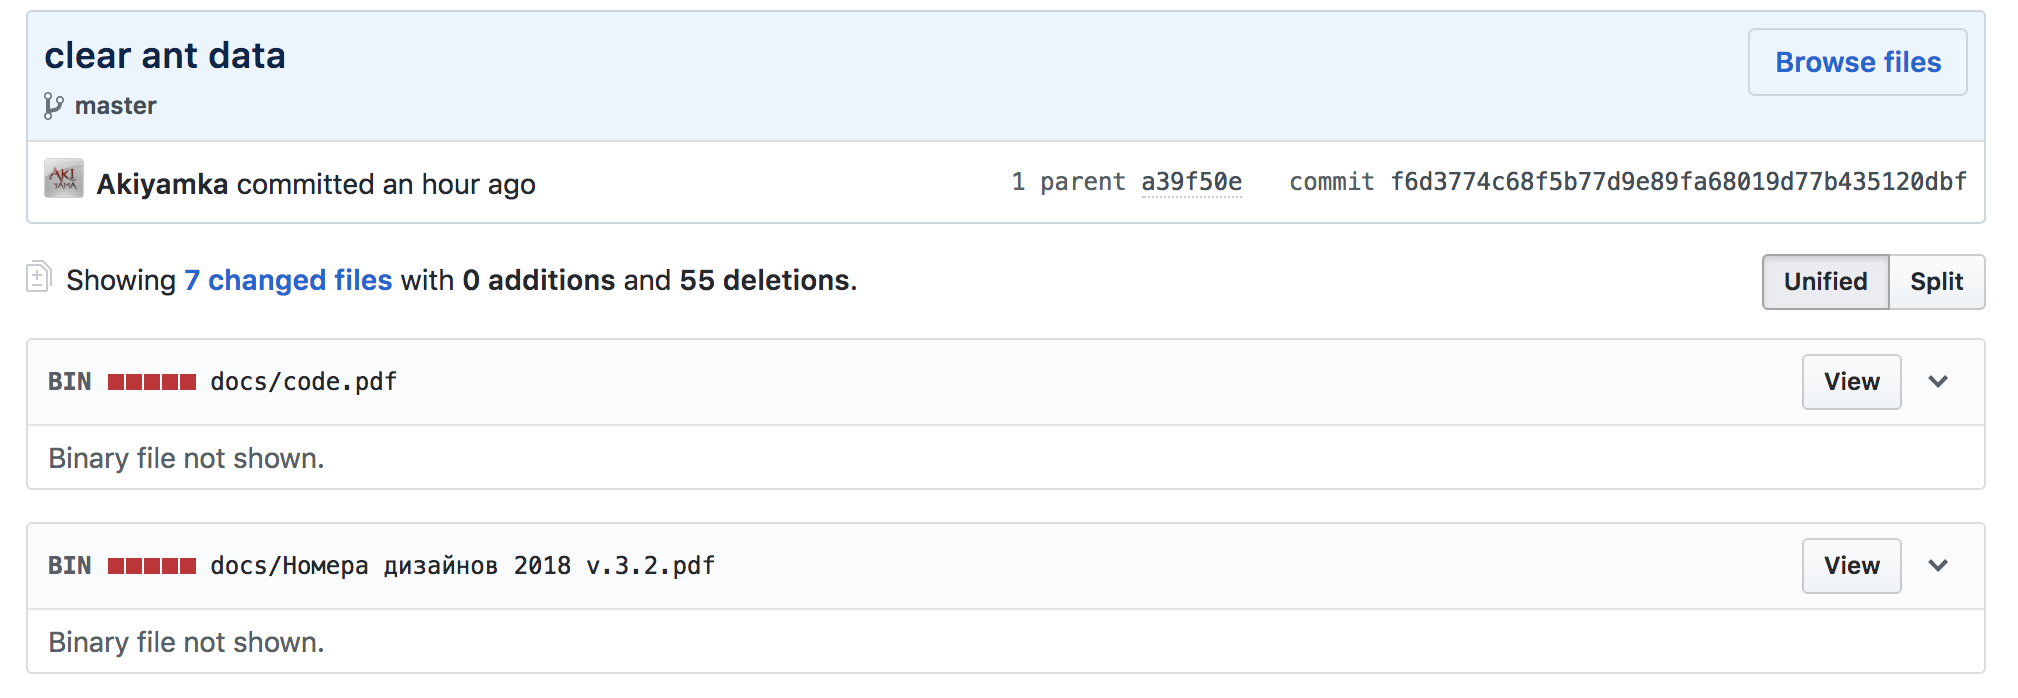 clear ant data
Browse files
master
AKI
YAMA
Akiyamka committed an hour ago
1 parent a39f50e commit f6d3774c68f5b77d9e89fa68019d77b435120dbf
Showing 7 changed files with 0 additions and 55 deletions.
Unified Split
BIN docs/code.pdf View
Binary file not shown.
BIN docs/Номера дизайнов 2018 v.3.2.pdf View
Binary file not shown.